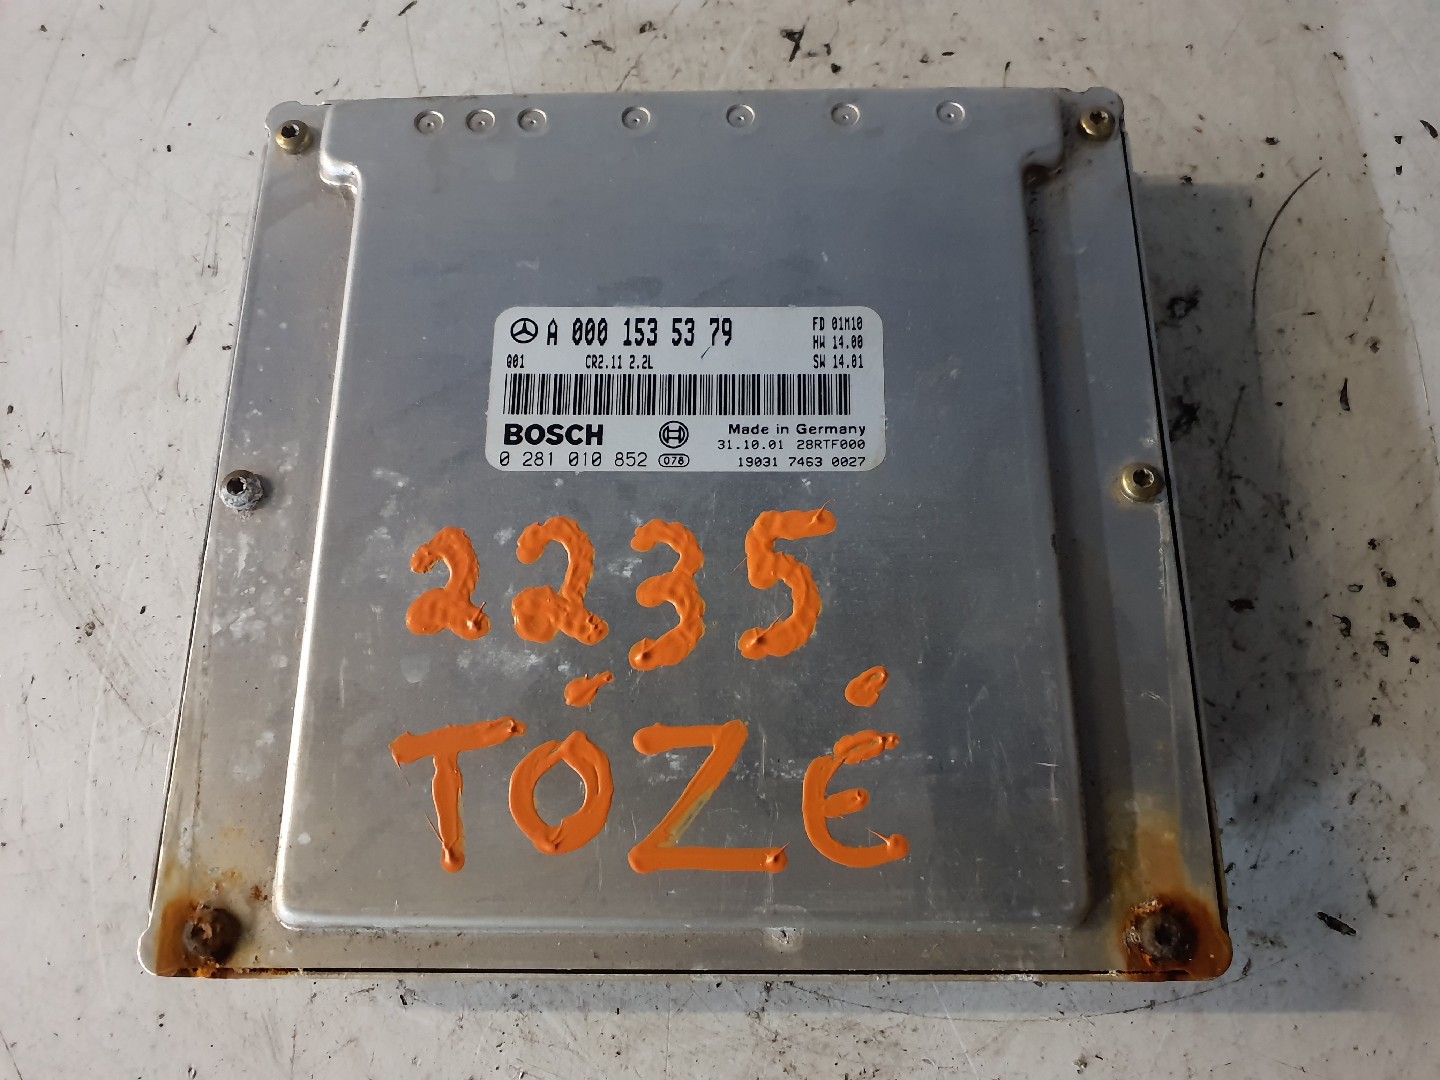 A 000 153 53 79 FD 01M10
HW 14.00
Q01 CR2.11 2.2L SW 14.01
BOSCH Made in Germany
31.10.01 28RTF000
0 281 010 852 078 19031 7463 0027
2235
TÓZÉ